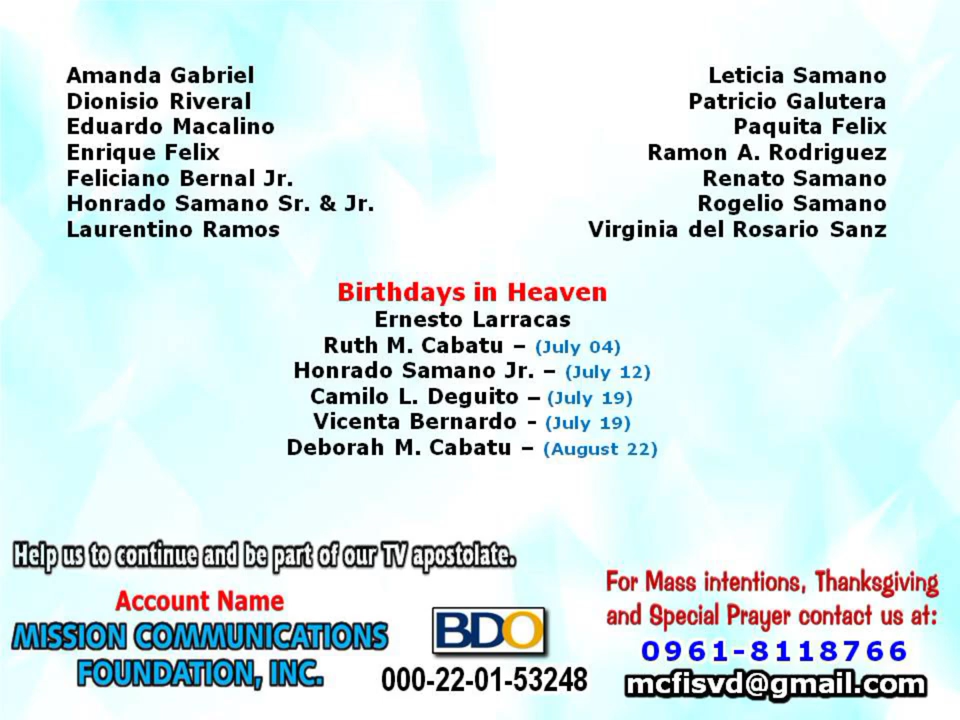 Amanda Gabriel
Dionisio Riveral
Eduardo Macalino
Enrique Felix
Feliciano Bernal Jr.
Honrado Samano Sr. & Jr.
Laurentino Ramos
Leticia Samano
Patricio Galutera
Paquita Felix
Ramon A. Rodriguez
Renato Samano
Rogelio Samano
Virginia del Rosario Sanz
Birthdays in Heaven
Ernesto Larracas
Ruth M. Cabatu – (July 04)
Honrado Samano Jr. – (July 12)
Camilo L. Deguito – (July 19)
Vicenta Bernardo - (July 19)
Deborah M. Cabatu – (August 22)
Help us to continue and be part of our TV apostolate.
Account Name
MISSION COMMUNICATIONS
FOUNDATION, INC.
BDO
000-22-01-53248
For Mass intentions, Thanksgiving
and Special Prayer contact us at:
0961-8118766
mcfisvd@gmail.com